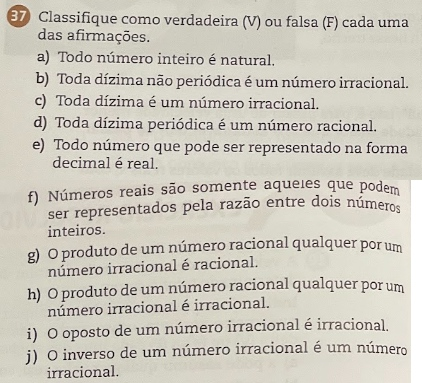 37 Classifique como verdadeira (V) ou falsa (F) cada uma
das afirmações.
a) Todo número inteiro é natural.
b) Toda dízima não periódica é um número irracional.
c) Toda dízima é um número irracional.
d) Toda dízima periódica é um número racional.
e) Todo número que pode ser representado na forma
decimal é real.
f) Números reais são somente aqueles que podem
ser representados pela razão entre dois números
inteiros.
g) O produto de um número racional qualquer por um
número irracional é racional.
h) O produto de um número racional qualquer por um
número irracional é irracional.
i) O oposto de um número irracional é irracional.
j) O inverso de um número irracional é um número
irracional.